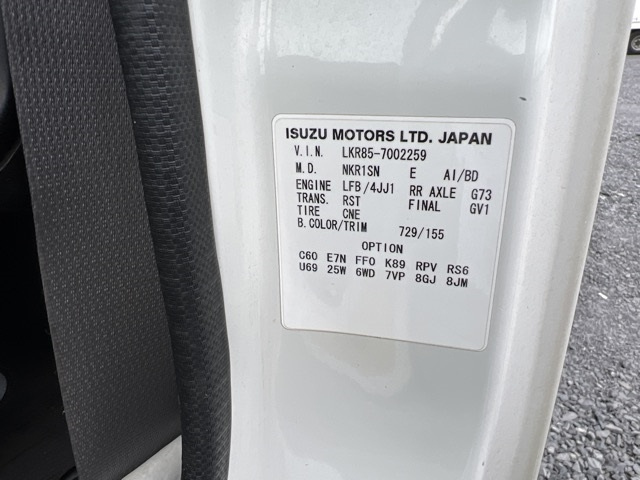 ISUZU MOTORS LTD. JAPAN
V.I.N. LKR85-7002259
M.D. NKR1SN E AI/BD
ENGINE LFB/4JJ1 RR AXLE G73
TRANS. RST FINAL GV1
TIRE CNE
B.COLOR/TRIM 729/155
OPTION
C60 E7N FF0 K89 RPV RS6
U69 25W 6WD 7VP 8GJ 8JM